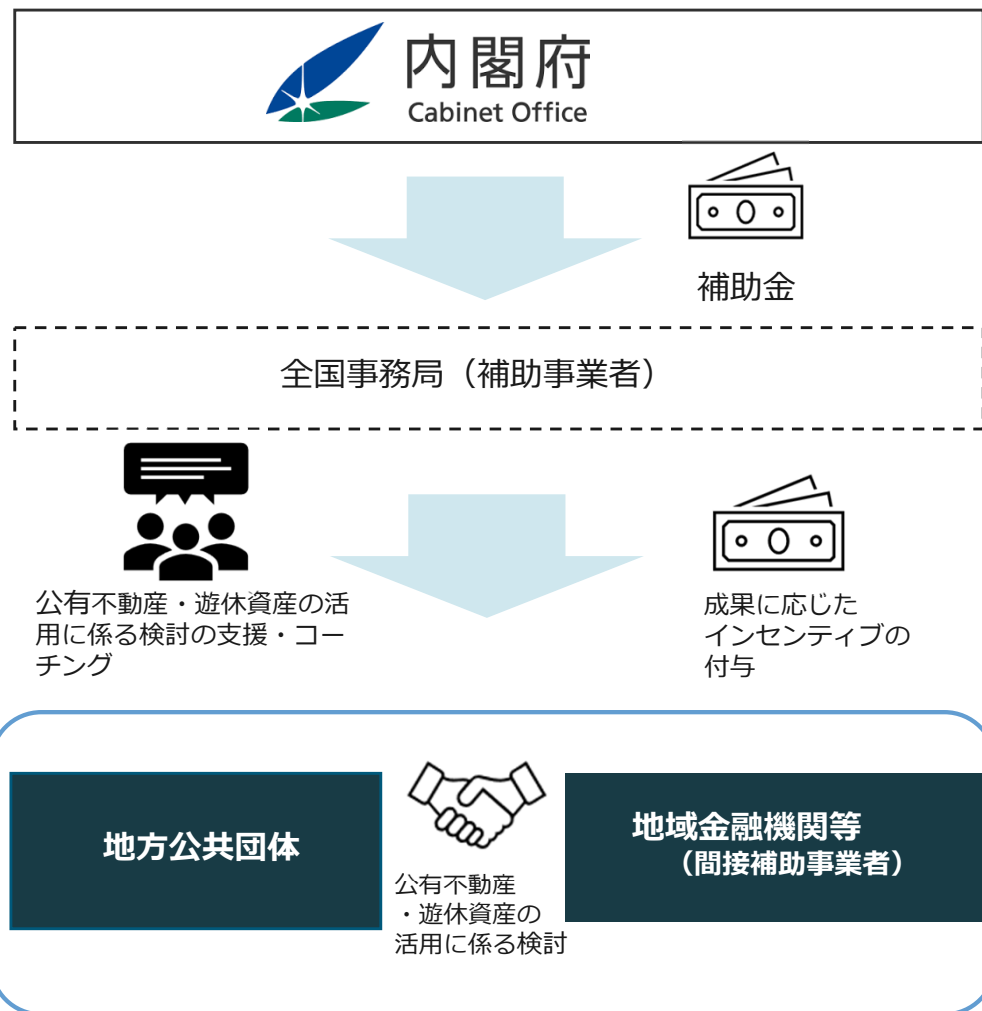 内閣府
Cabinet Office
補助金
全国事務局（補助事業者）
公有不動産・遊休資産の活
用に係る検討の支援・コー
チング
成果に応じた
インセンティブの
付与
地方公共団体
公有不動産
・遊休資産の
活用に係る検討
地域金融機関等
（間接補助事業者）